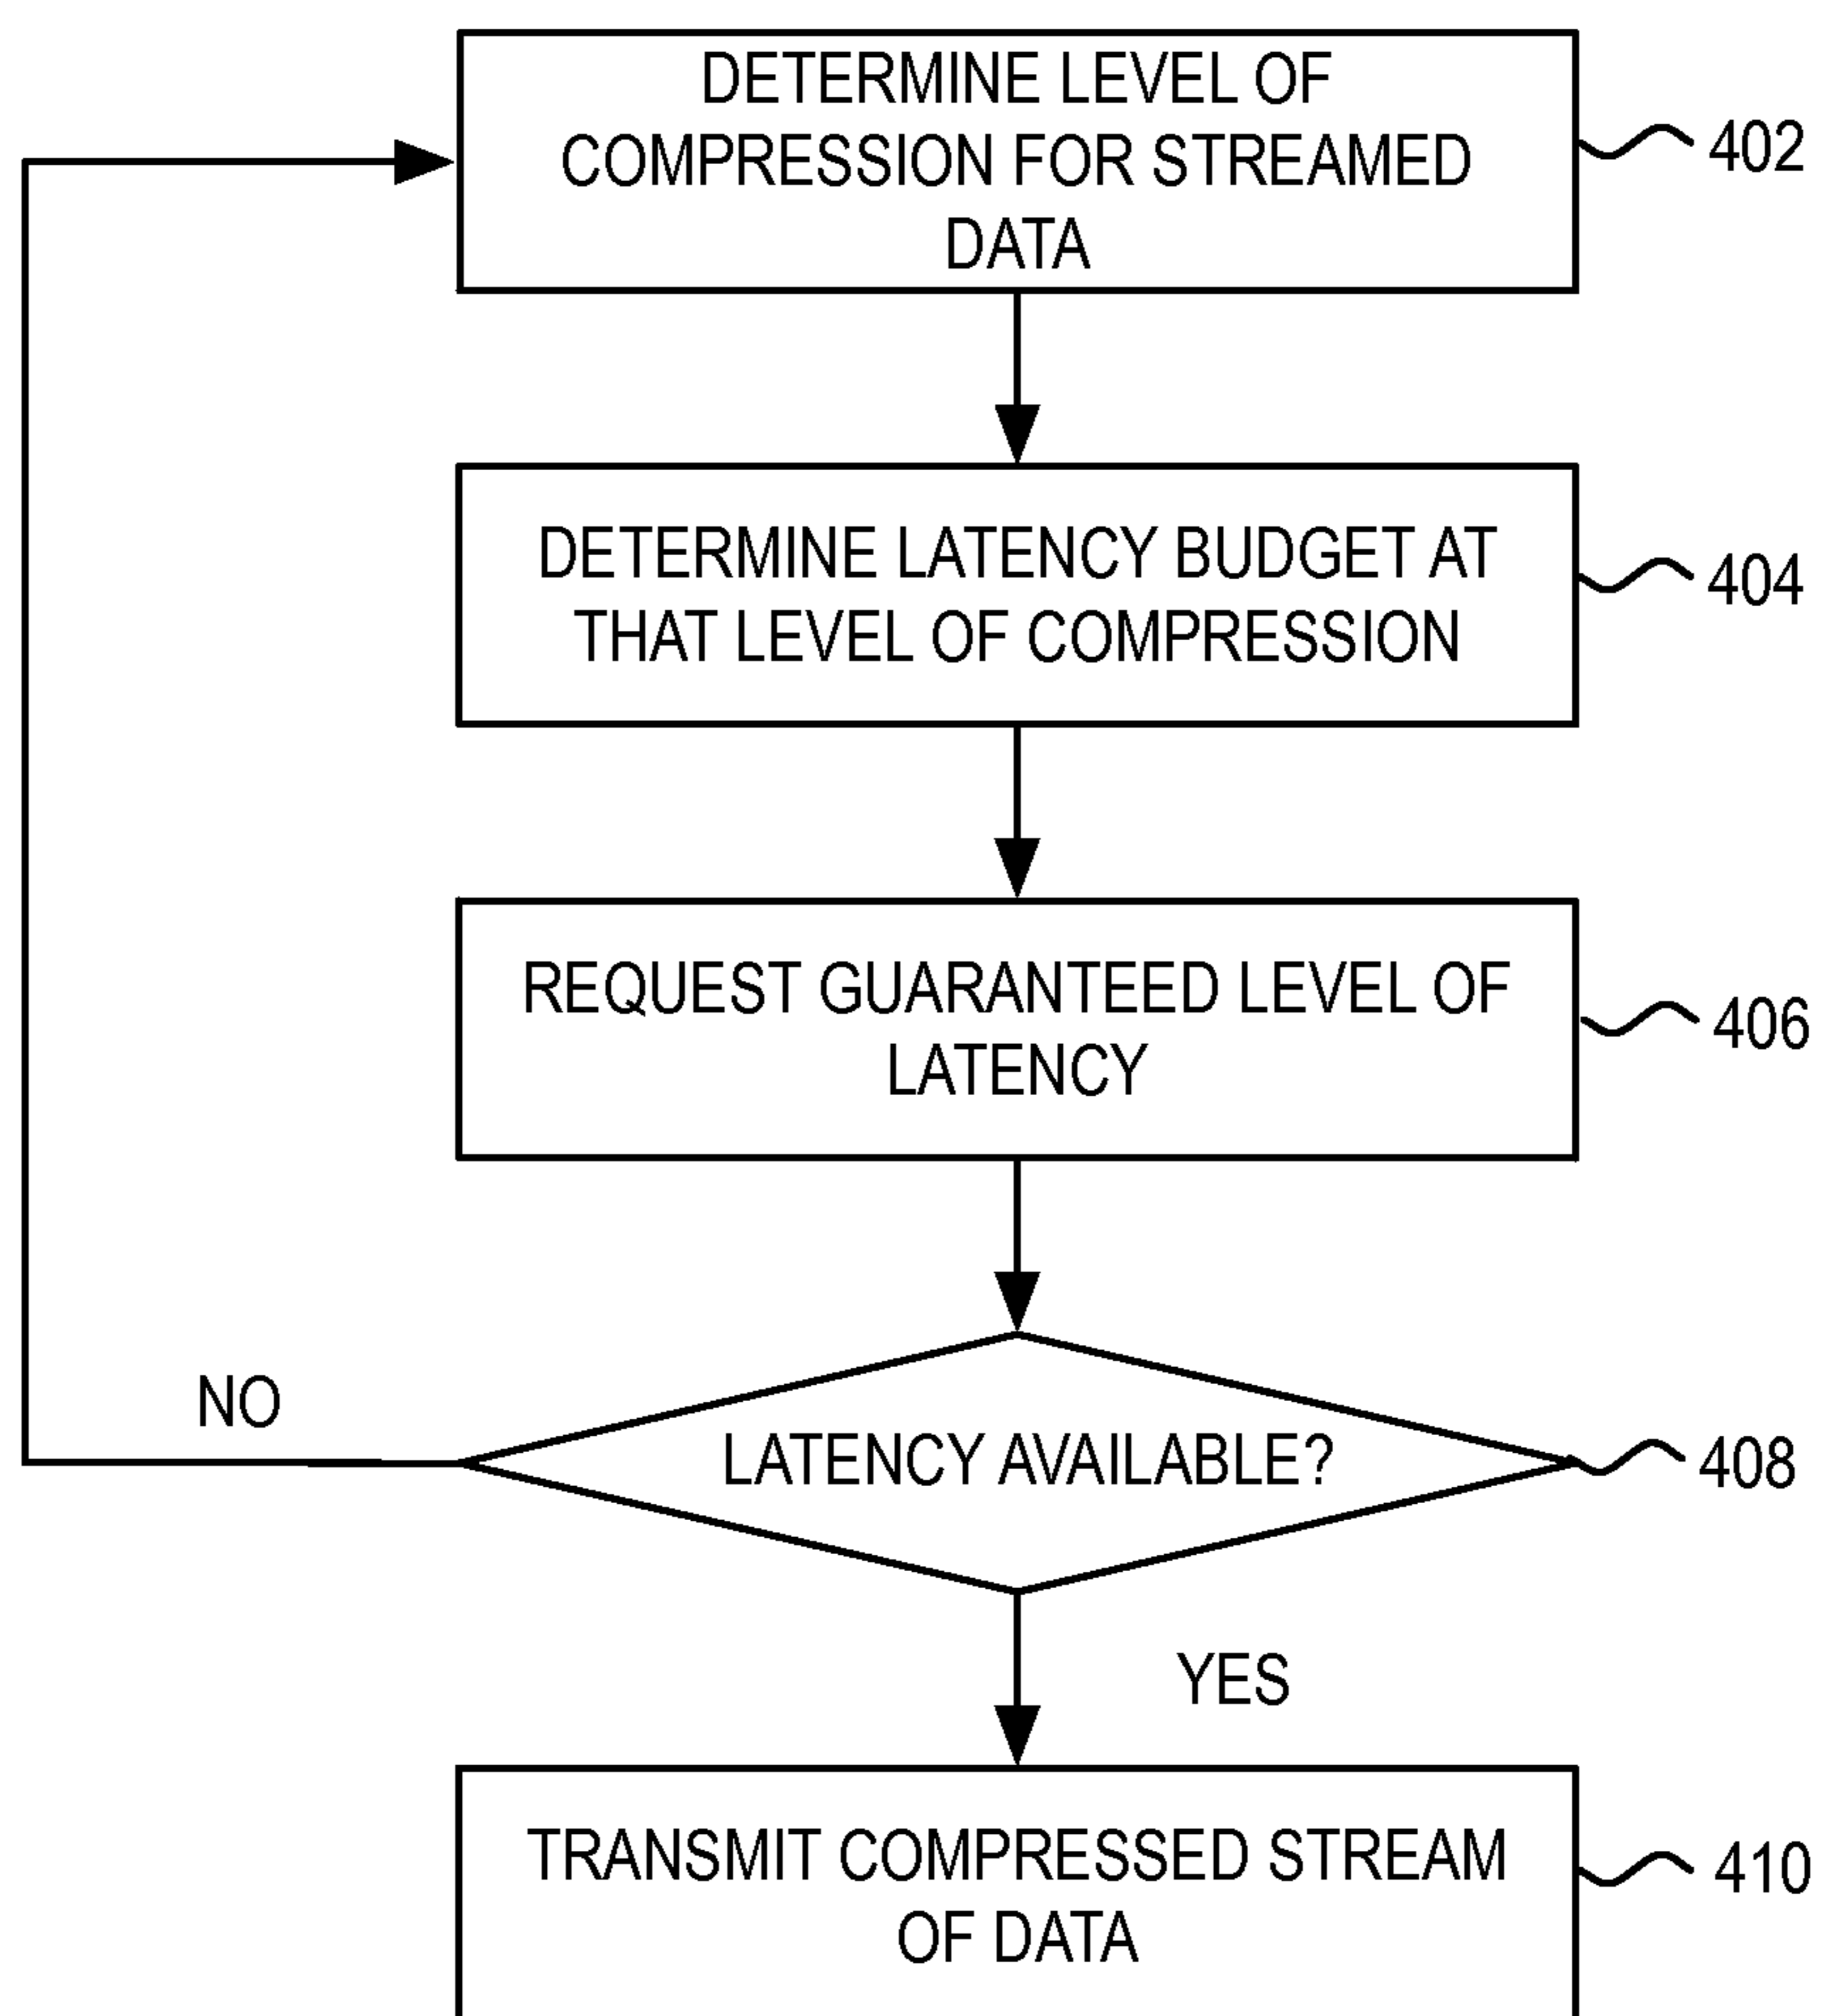 DETERMINE LEVEL OF
COMPRESSION FOR STREAMED
DATA
402
DETERMINE LATENCY BUDGET AT
THAT LEVEL OF COMPRESSION
404
REQUEST GUARANTEED LEVEL OF
LATENCY
406
NO
LATENCY AVAILABLE?
408
YES
TRANSMIT COMPRESSED STREAM
OF DATA
410